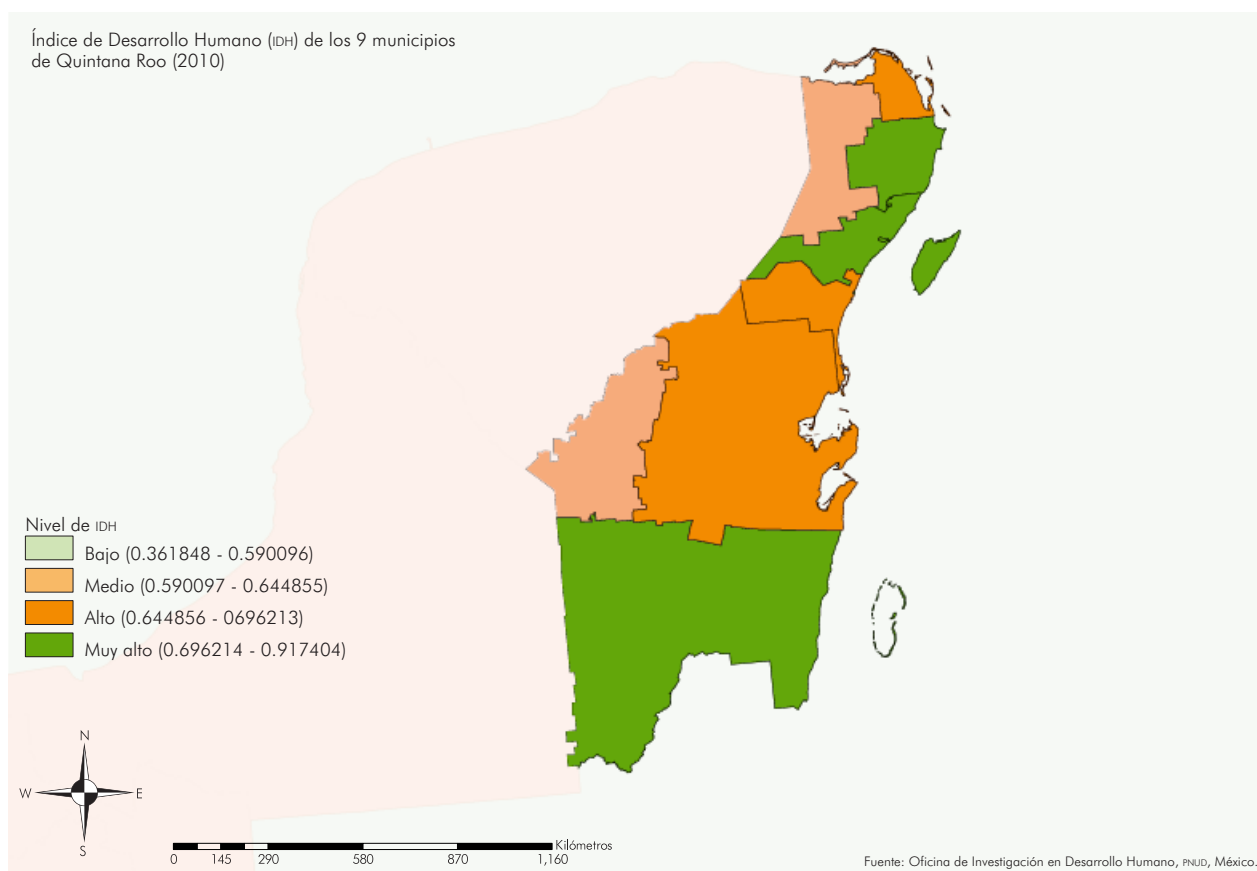 Índice de Desarrollo Humano (IDH) de los 9 municipios
de Quintana Roo (2010)
Nivel de IDH
Bajo (0.361848 - 0.590096)
Medio (0.590097 - 0.644855)
Alto (0.644856 - 0696213)
Muy alto (0.696214 - 0.917404)
N
W E
S
Kilómetros
0 145 290 580 870 1,160
Fuente: Oficina de Investigación en Desarrollo Humano, PNUD, México.